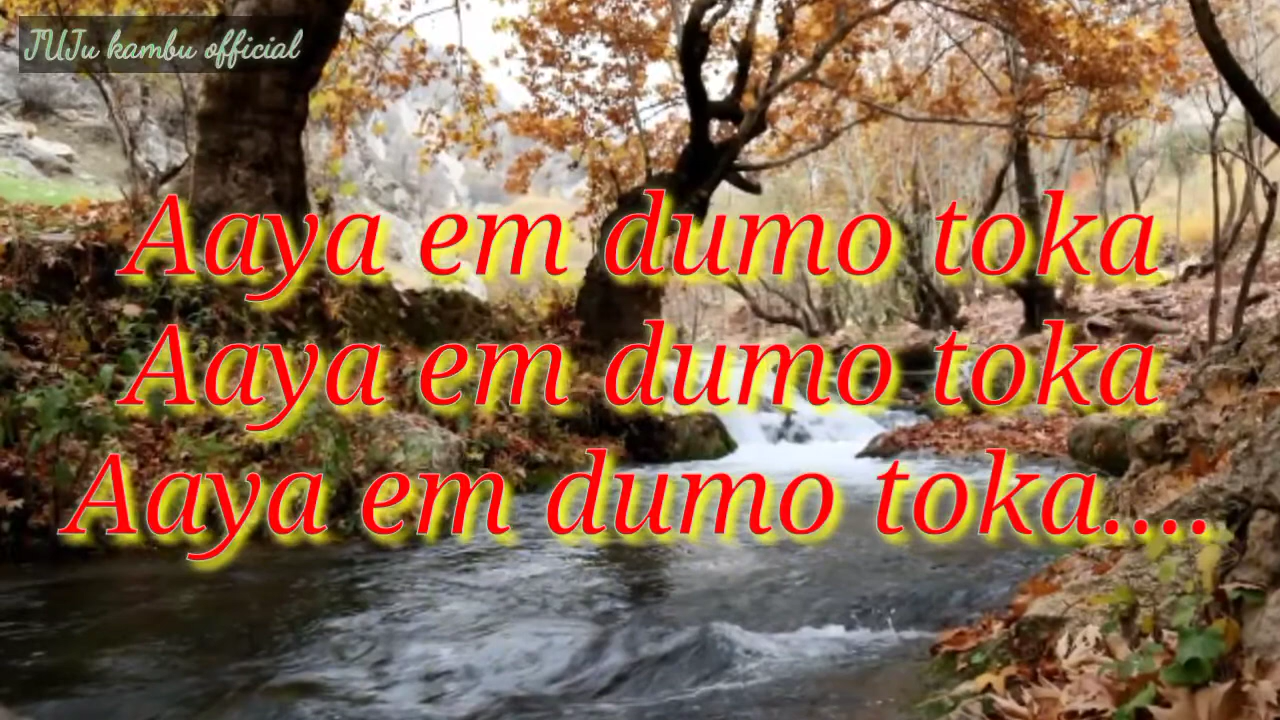 JUJu kambu official
Aaya em dumo toka
Aaya em dumo toka
Aaya em dumo toka....